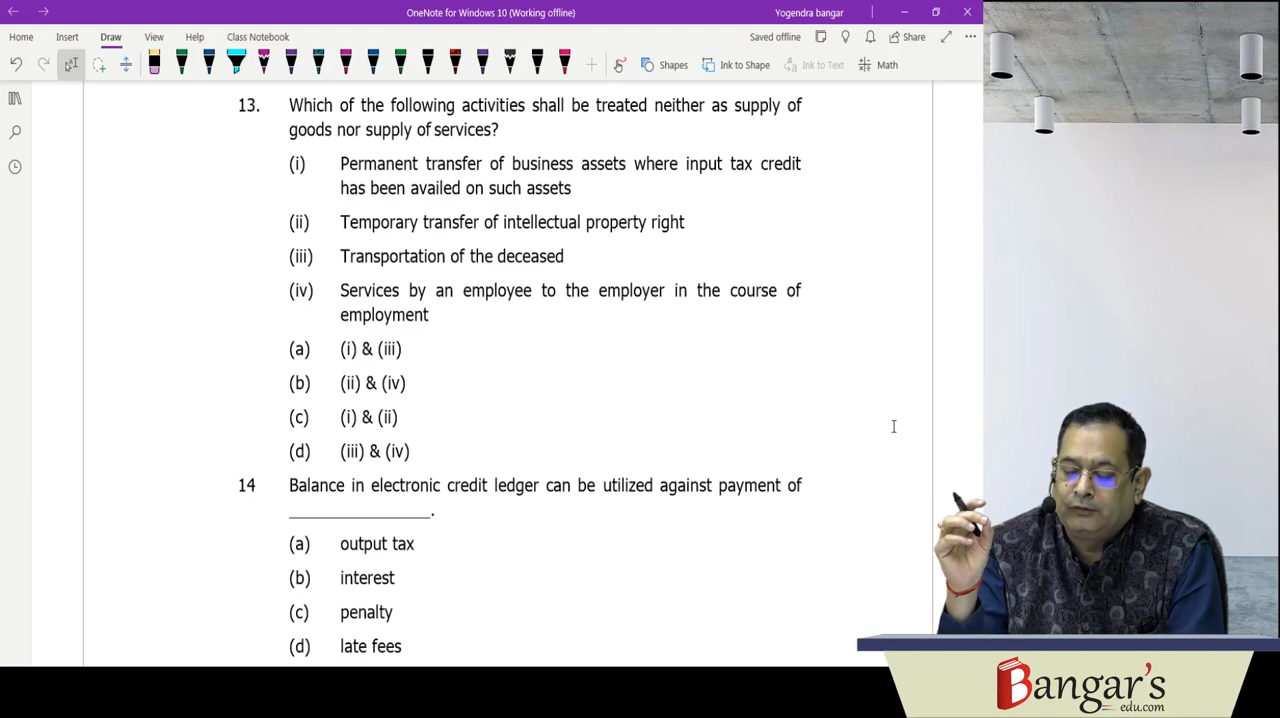 OneNote for Windows 10 (Working offline)
Yogendra bangar
Home Insert Draw View Help Class Notebook
Saved offline Share
Shapes Ink to Shape Ink to Text Math
13. Which of the following activities shall be treated neither as supply of
goods nor supply of services?
(i) Permanent transfer of business assets where input tax credit
has been availed on such assets
(ii) Temporary transfer of intellectual property right
(iii) Transportation of the deceased
(iv) Services by an employee to the employer in the course of
employment
(a) (i) & (iii)
(b) (ii) & (iv)
(c) (i) & (ii)
(d) (iii) & (iv)
14 Balance in electronic credit ledger can be utilized against payment of
_________________.
(a) output tax
(b) interest
(c) penalty
(d) late fees
Bangar's
edu.com